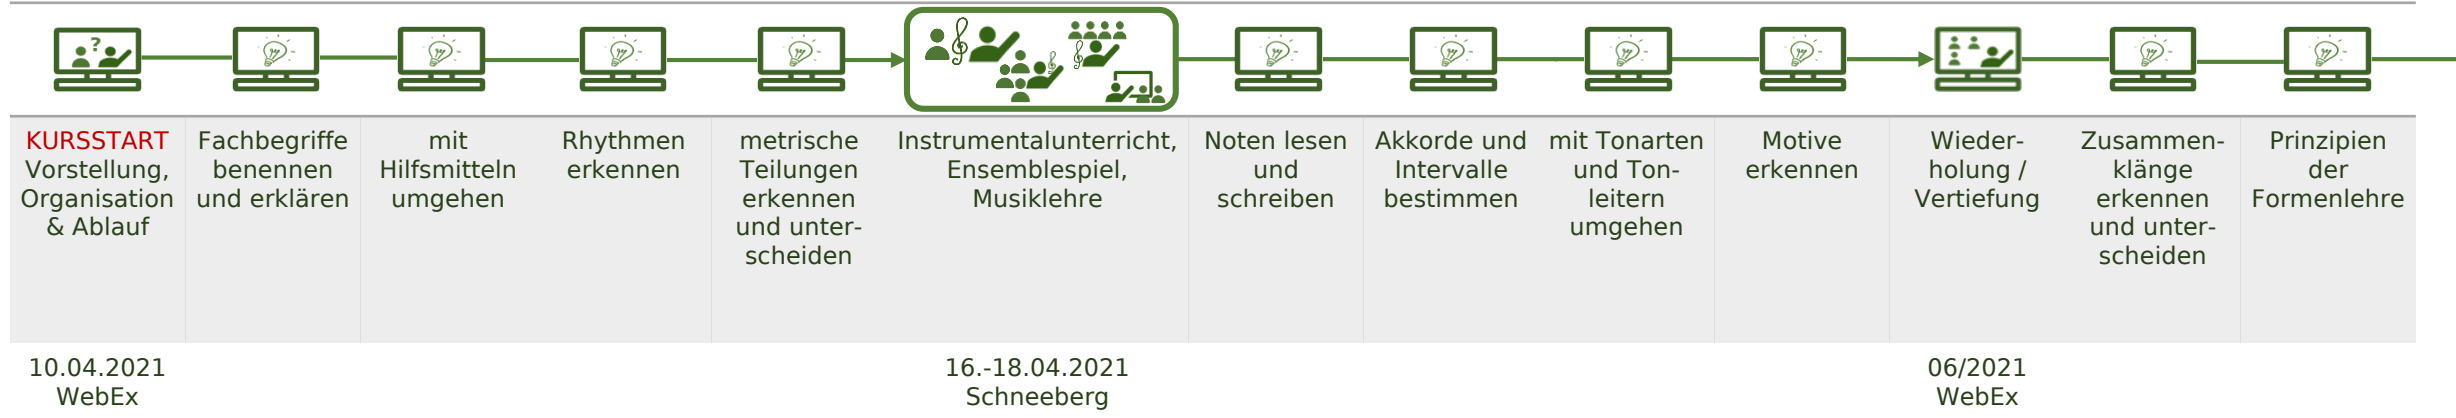 ?
KURSSTART
Vorstellung,
Organisation
& Ablauf
Fachbegriffe
benennen
und erklären
mit
Hilfsmitteln
umgehen
Rhythmen
erkennen
metrische
Teilungen
erkennen
und unter-
scheiden
Instrumentalunterricht,
Ensemblespiel,
Musiklehre
Noten lesen
und
schreiben
Akkorde und
Intervalle
bestimmen
mit Tonarten
und Ton-
leitern
umgehen
Motive
erkennen
Wieder-
holung /
Vertiefung
Zusammen-
klänge
erkennen
und unter-
scheiden
Prinzipien
der
Formenlehre
10.04.2021
WebEx
16.-18.04.2021
Schneeberg
06/2021
WebEx